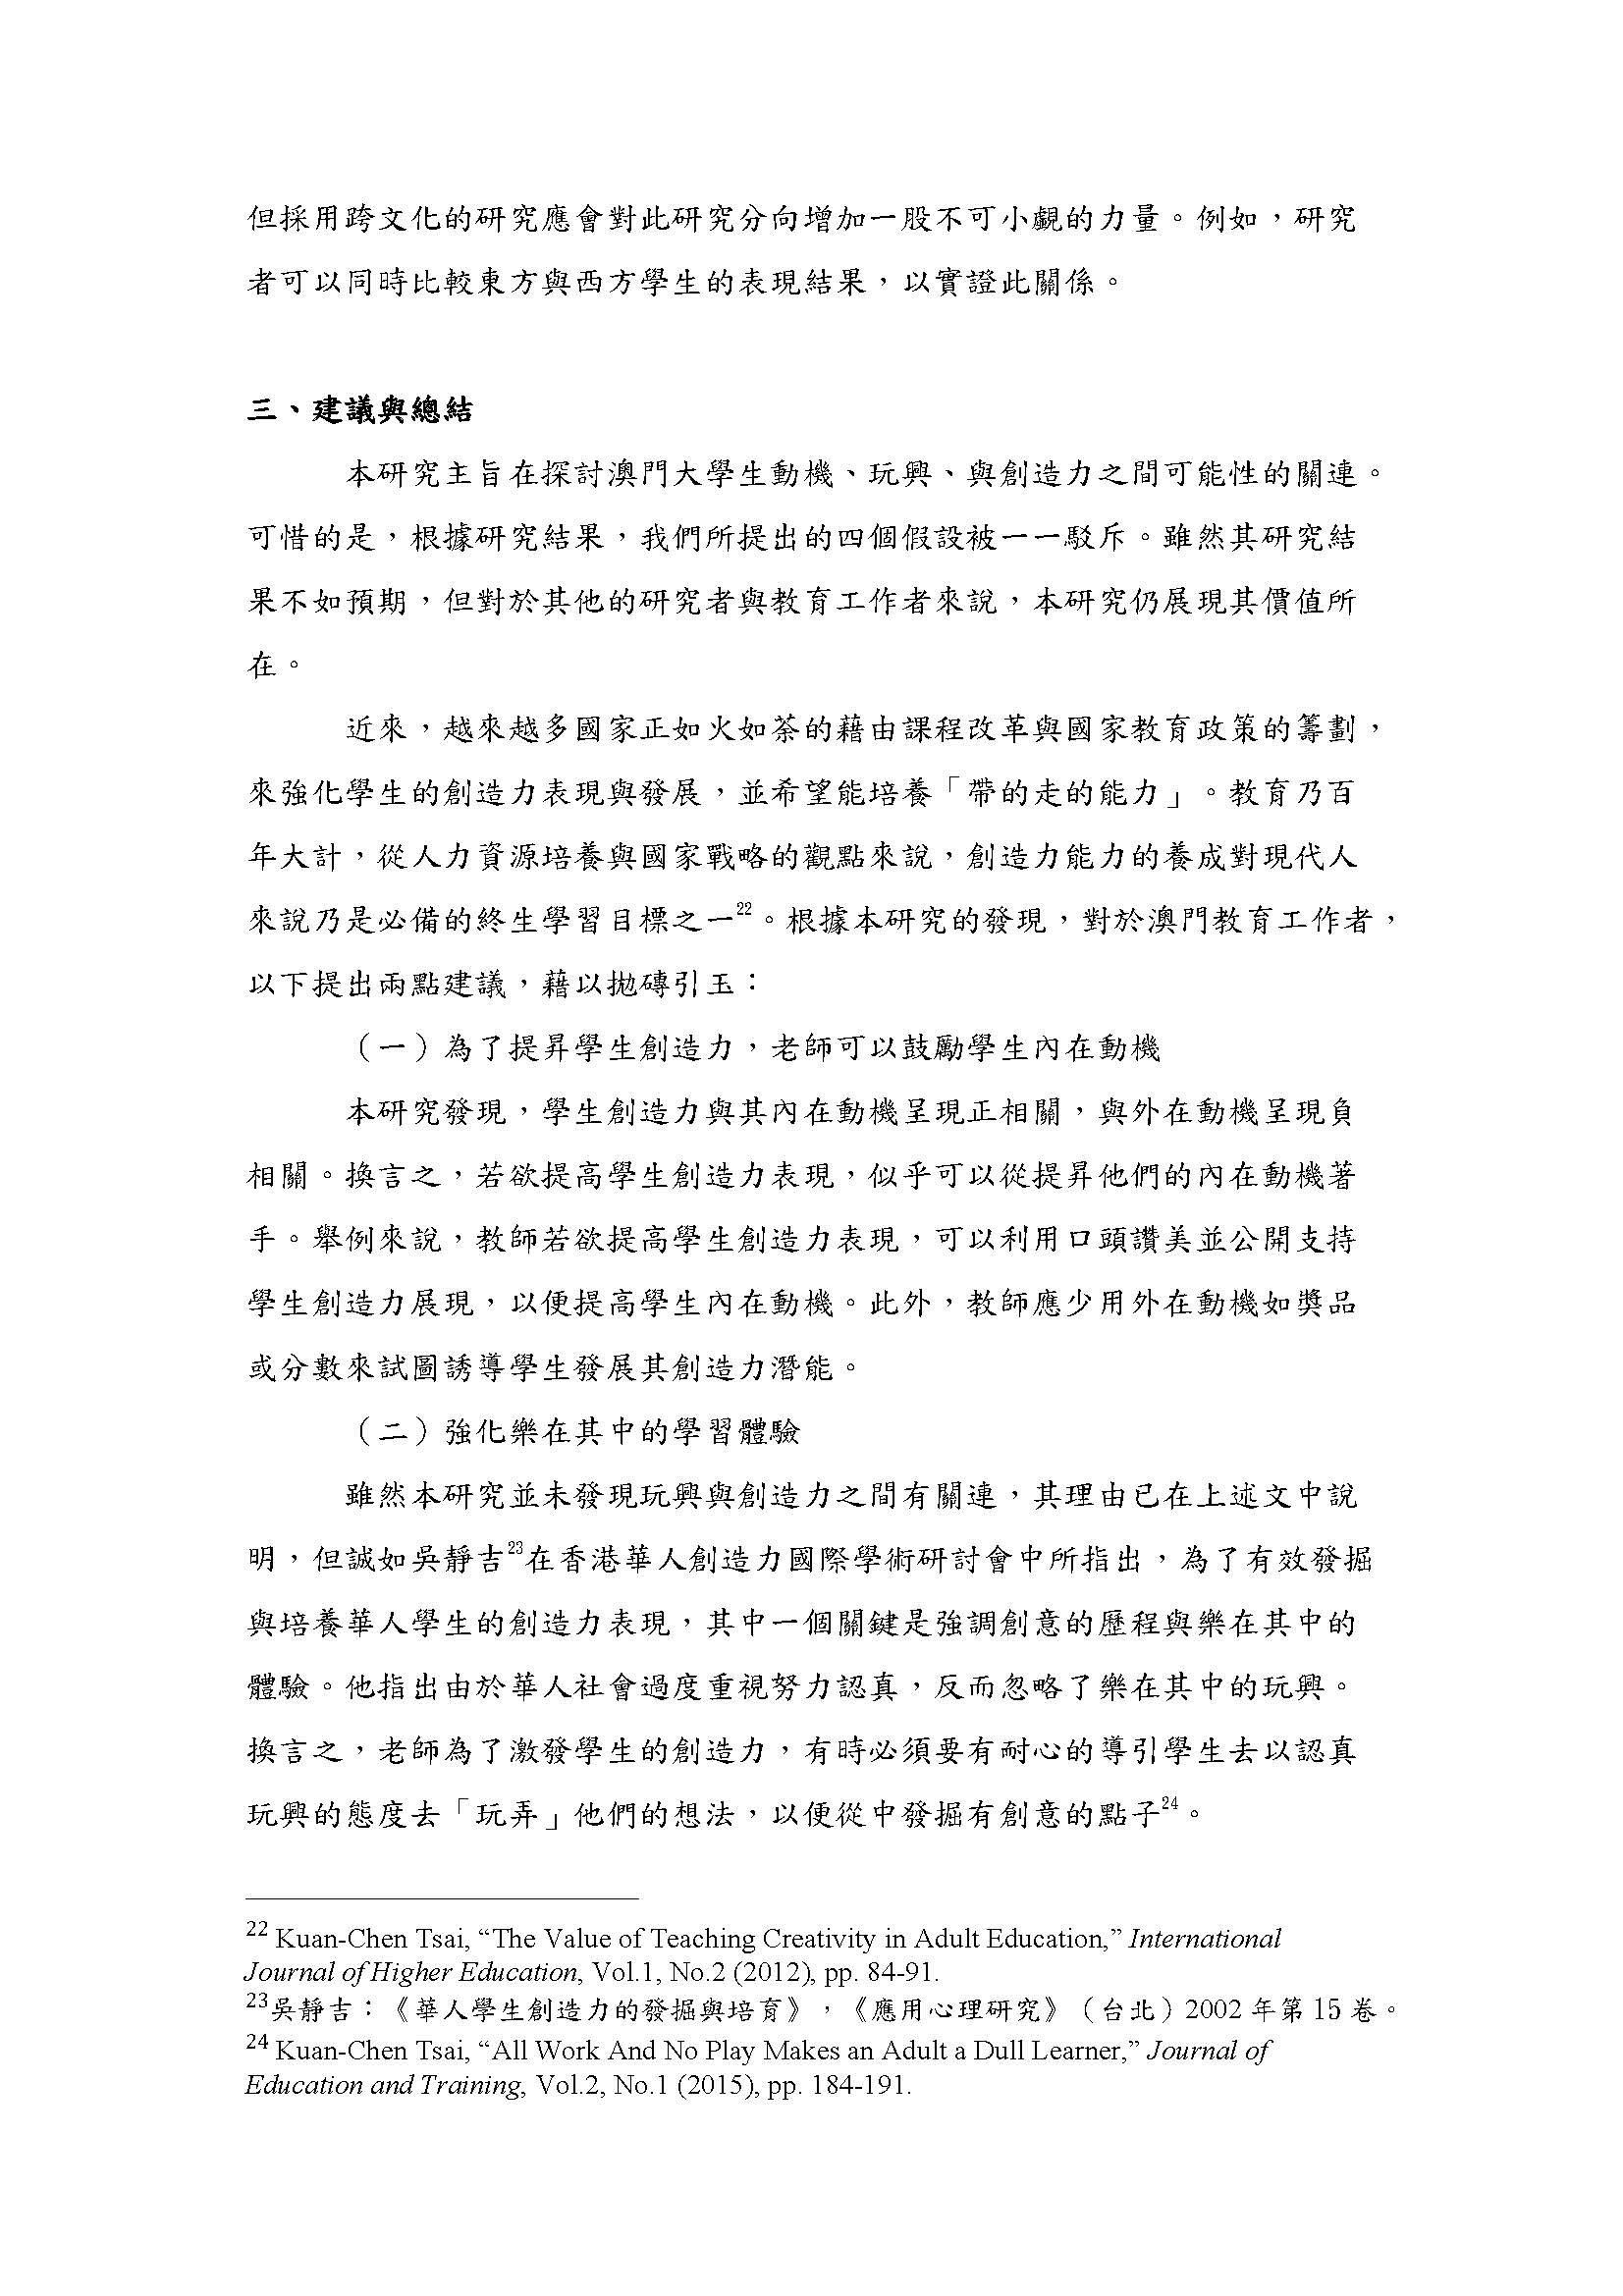 但採用跨文化的研究應會對此研究分向增加一股不可小覷的力量。例如，研究
者可以同時比較東方與西方學生的表現結果，以實證此關係。
三、建議與總結
本研究主旨在探討澳門大學生動機、玩興、與創造力之間可能性的關連。
可惜的是，根據研究結果，我們所提出的四個假設被一一駁斥。雖然其研究結
果不如預期，但對於其他的研究者與教育工作者來說，本研究仍展現其價值所
在。
近來，越來越多國家正如火如荼的藉由課程改革與國家教育政策的籌劃，
來強化學生的創造力表現與發展，並希望能培養「帶的走的能力」。教育乃百
年大計，從人力資源培養與國家戰略的觀點來說，創造力能力的養成對現代人
來說乃是必備的終生學習目標之一22。根據本研究的發現，對於澳門教育工作者，
以下提出兩點建議，藉以拋磚引玉：
（一）為了提昇學生創造力，老師可以鼓勵學生內在動機
本研究發現，學生創造力與其內在動機呈現正相關，與外在動機呈現負
相關。換言之，若欲提高學生創造力表現，似乎可以從提昇他們的內在動機著
手。舉例來說，教師若欲提高學生創造力表現，可以利用口頭讚美並公開支持
學生創造力展現，以便提高學生內在動機。此外，教師應少用外在動機如獎品
或分數來試圖誘導學生發展其創造力潛能。
（二）強化樂在其中的學習體驗
雖然本研究並未發現玩興與創造力之間有關連，其理由已在上述文中說
明，但誠如吳靜吉23在香港華人創造力國際學術研討會中所指出，為了有效發掘
與培養華人學生的創造力表現，其中一個關鍵是強調創意的歷程與樂在其中的
體驗。他指出由於華人社會過度重視努力認真，反而忽略了樂在其中的玩興。
換言之，老師為了激發學生的創造力，有時必須要有耐心的導引學生去以認真
玩興的態度去「玩弄」他們的想法，以便從中發掘有創意的點子24。
22 Kuan-Chen Tsai, “The Value of Teaching Creativity in Adult Education,” International
Journal of Higher Education, Vol.1, No.2 (2012), pp. 84-91.
23吳靜吉：《華人學生創造力的發掘與培育》，《應用心理研究》（台北）2002 年第 15 卷。
24 Kuan-Chen Tsai, “All Work And No Play Makes an Adult a Dull Learner,” Journal of
Education and Training, Vol.2, No.1 (2015), pp. 184-191.